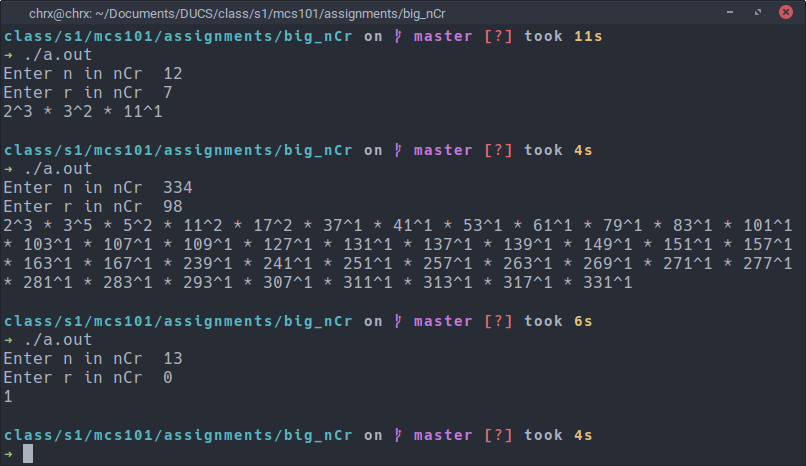 chrx@chrx: ~/Documents/DUCS/class/s1/mcs101/assignments/big_nCr
class/s1/mcs101/assignments/big_nCr on ᚠ master [?] took 11s
➜ ./a.out
Enter n in nCr  12
Enter r in nCr  7
2^3 * 3^2 * 11^1
class/s1/mcs101/assignments/big_nCr on ᚠ master [?] took 4s
➜ ./a.out
Enter n in nCr  334
Enter r in nCr  98
2^3 * 3^5 * 5^2 * 11^2 * 17^2 * 37^1 * 41^1 * 53^1 * 61^1 * 79^1 * 83^1 * 101^1
* 103^1 * 107^1 * 109^1 * 127^1 * 131^1 * 137^1 * 139^1 * 149^1 * 151^1 * 157^1
* 163^1 * 167^1 * 239^1 * 241^1 * 251^1 * 257^1 * 263^1 * 269^1 * 271^1 * 277^1
* 281^1 * 283^1 * 293^1 * 307^1 * 311^1 * 313^1 * 317^1 * 331^1
class/s1/mcs101/assignments/big_nCr on ᚠ master [?] took 6s
➜ ./a.out
Enter n in nCr  13
Enter r in nCr  0
1
class/s1/mcs101/assignments/big_nCr on ᚠ master [?] took 4s
➜